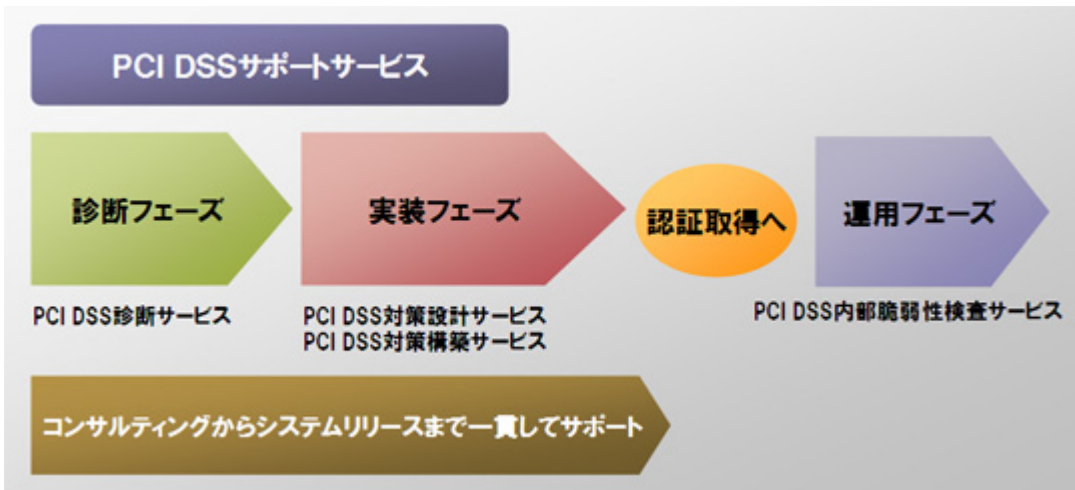 PCI DSSサポートサービス
診断フェーズ
実装フェーズ
認証取得へ
運用フェーズ
PCI DSS診断サービス
PCI DSS対策設計サービス
PCI DSS対策構築サービス
PCI DSS内部脆弱性検査サービス
コンサルティングからシステムリリースまで一貫してサポート